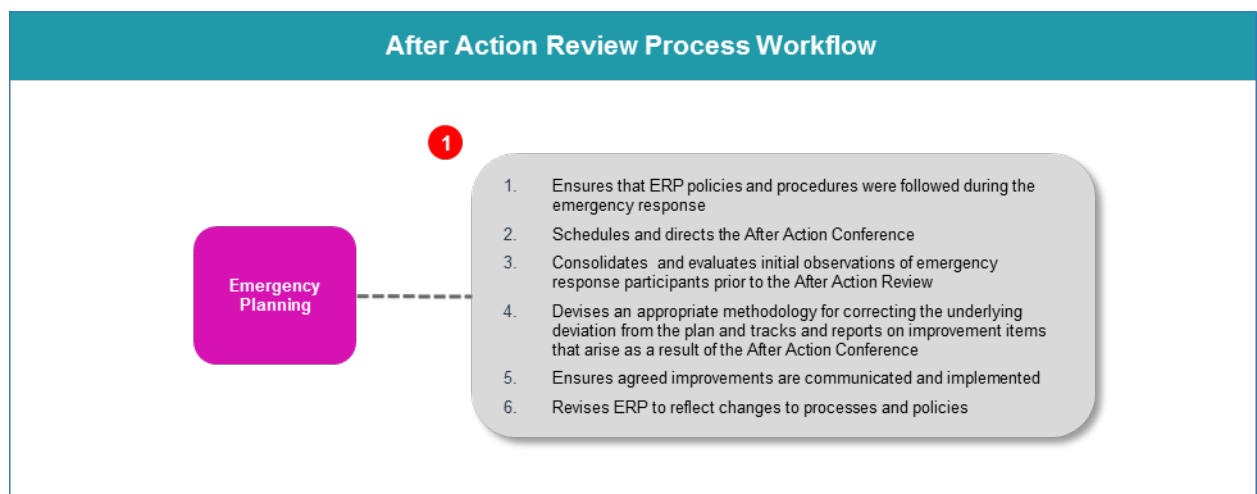 After Action Review Process Workflow
1
Emergency
Planning
1. Ensures that ERP policies and procedures were followed during the
emergency response
2. Schedules and directs the After Action Conference
3. Consolidates and evaluates initial observations of emergency
response participants prior to the After Action Review
4. Devises an appropriate methodology for correcting the underlying
deviation from the plan and tracks and reports on improvement items
that arise as a result of the After Action Conference
5. Ensures agreed improvements are communicated and implemented
6. Revises ERP to reflect changes to processes and policies